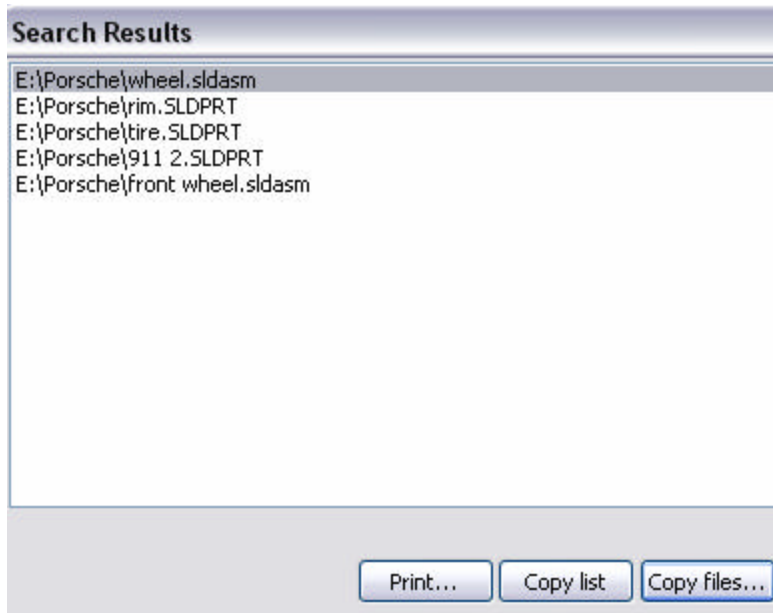 Search Results
E:\Porsche\wheel.sldasm
E:\Porsche\rim.SLDPRT
E:\Porsche\tire.SLDPRT
E:\Porsche\911 2.SLDPRT
E:\Porsche\front wheel.sldasm
Print... Copy list Copy files...